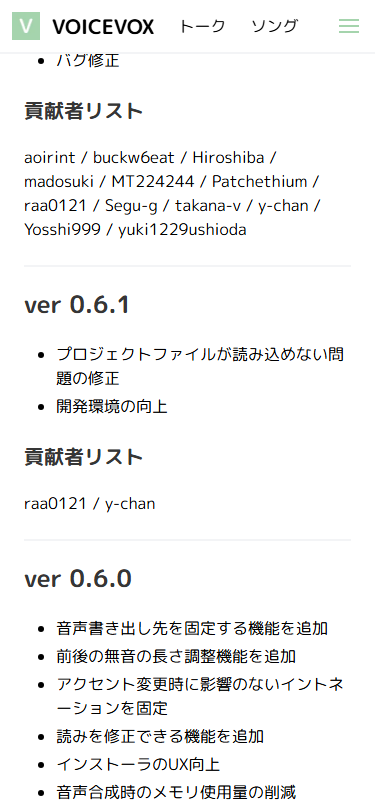 V VOICEVOX トーク ソング
バグ修正
貢献者リスト
aoirint / buckw6eat / Hiroshiba /
madosuki / MT224244 / Patchethium /
raa0121 / Segu-g / takana-v / y-chan /
Yosshi999 / yuki1229ushioda
ver 0.6.1
プロジェクトファイルが読み込めない問
題の修正
開発環境の向上
貢献者リスト
raa0121 / y-chan
ver 0.6.0
音声書き出し先を固定する機能を追加
前後の無音の長さ調整機能を追加
アクセント変更時に影響のないイントネ
ーションを固定
読みを修正できる機能を追加
インストーラのUX向上
音声合成時のメモリ使用量の削減